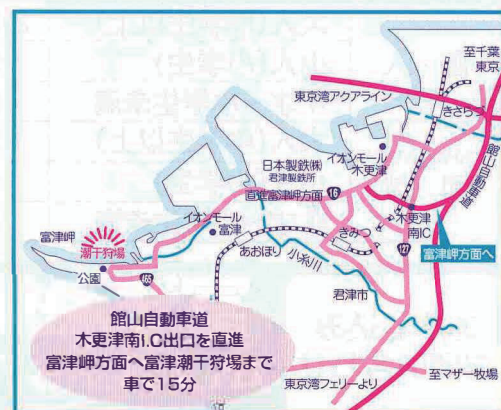 至千葉
東京
東京湾アクアライン
きさらづ
館山自動車道
日本製鉄(株)
君津製鉄所
イオンモール
木更津
直進富津岬方面
16
木更津
南IC
富津岬方面へ
イオンモール
富津
富津岬
潮干狩場
公園
465
あおほり
小糸川
きみつ
127
君津市
館山自動車道
木更津南I.C出口を直進
富津岬方面へ富津潮干狩場まで
車で15分
東京湾フェリーより
至マザー牧場